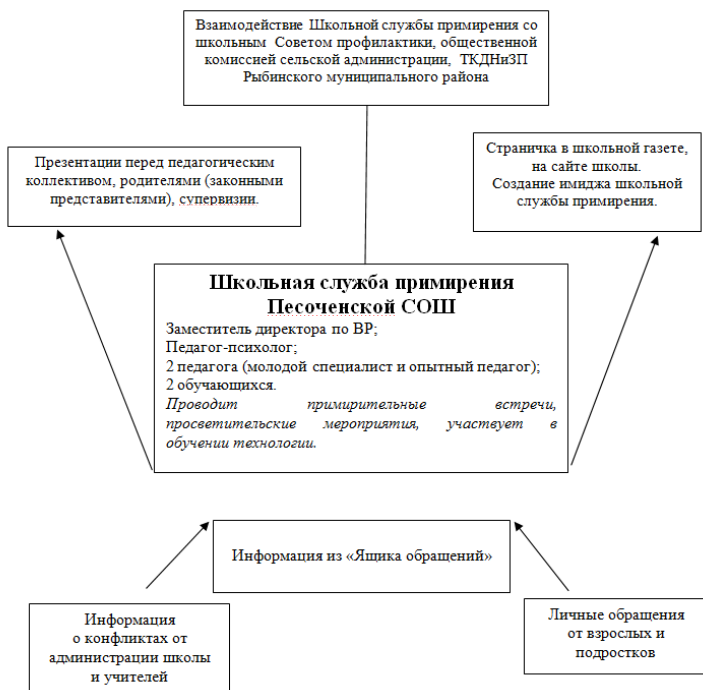 Взаимодействие Школьной службы примирения со
школьным Советом профилактики, общественной
комиссией сельской администрации, ТКДНиЗП
Рыбинского муниципального района
Презентации перед педагогическим
коллективом, родителями (законными
представителями), супервизии.
Страничка в школьной газете,
на сайте школы.
Создание имиджа школьной
службы примирения.
Школьная служба примирения
Песоченской СОШ
Заместитель директора по ВР;
Педагог-психолог;
2 педагога (молодой специалист и опытный педагог);
2 обучающихся.
Проводит примирительные встречи,
просветительские мероприятия, участвует в
обучении технологии.
Информация из «Ящика обращений»
Информация
о конфликтах от
администрации школы
и учителей
Личные обращения
от взрослых и
подростков